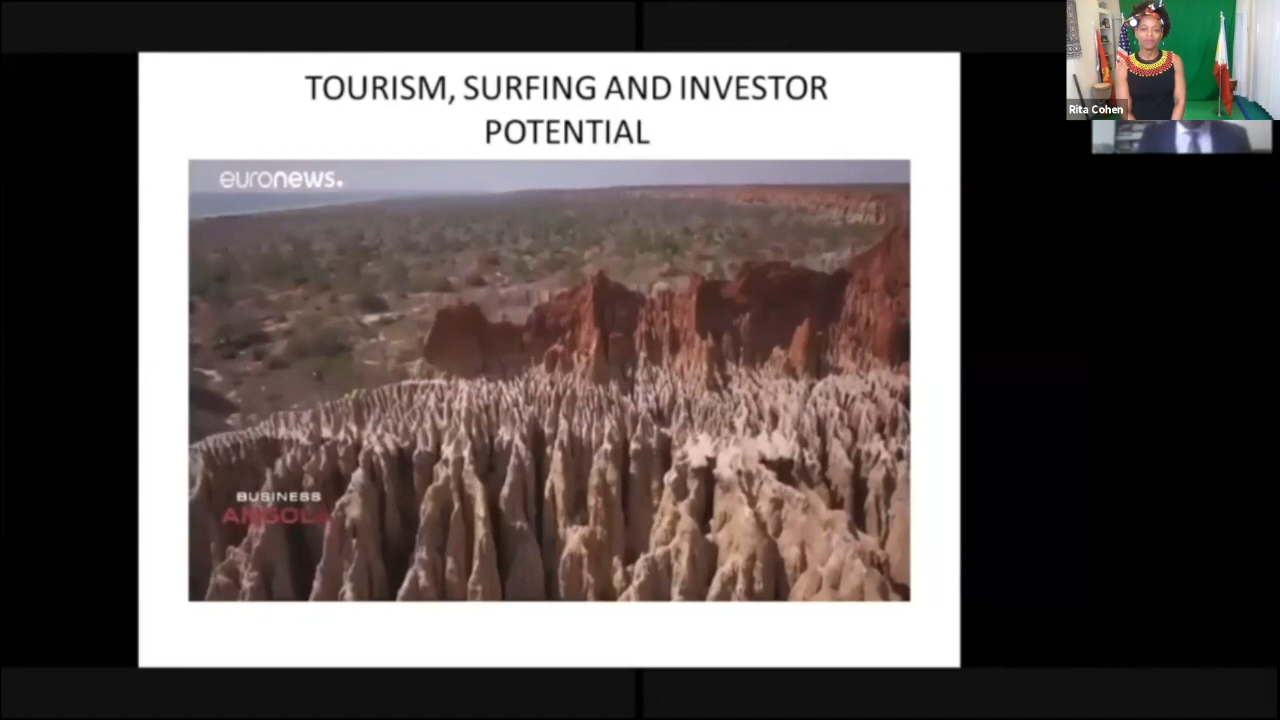 TOURISM, SURFING AND INVESTOR
POTENTIAL
euronews.
BUSINESS
ANGOLA
Rita Cohen